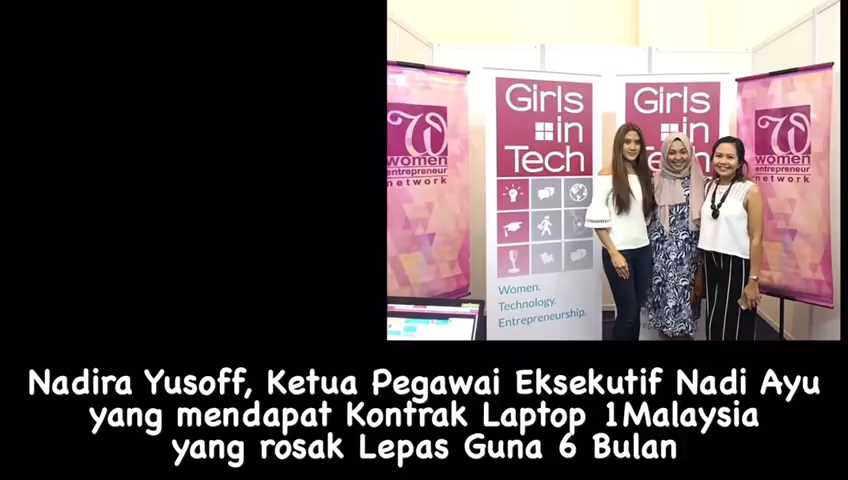 Girls
in
Tech
Girls
in
Tech
women
entrepreneur
network
women
entrepreneur
network
Women.
Technology.
Entrepreneurship.
Nadira Yusoff, Ketua Pegawai Eksekutif Nadi Ayu
yang mendapat Kontrak Laptop 1Malaysia
yang rosak Lepas Guna 6 Bulan